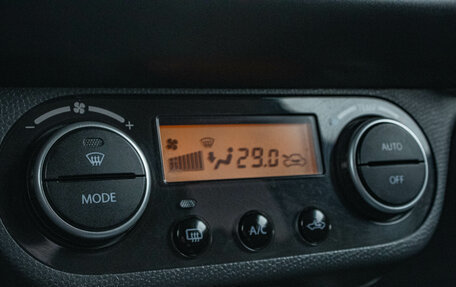 - +
29.0
AUTO
OFF
MODE
A/C